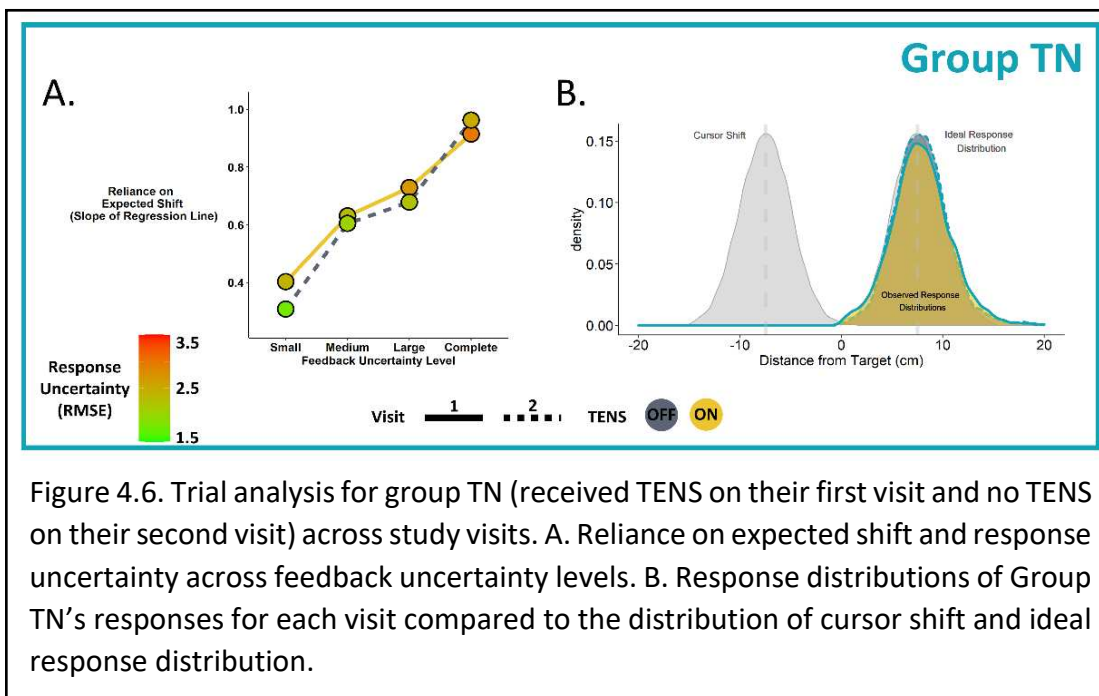 Group TN
A.
B.
Reliance on
Expected Shift
(Slope of Regression Line)
1.0
0.8
0.6
0.4
Small
Medium
Large
Complete
Feedback Uncertainty Level
Cursor Shift
Ideal Response
Distribution
Observed Response
Distributions
density
0.15
0.10
0.05
0.00
-20
-10
0
10
20
Distance from Target (cm)
Response
Uncertainty
(RMSE)
3.5
2.5
1.5
Visit
1
2
TENS
OFF
ON
Figure 4.6. Trial analysis for group TN (received TENS on their first visit and no TENS
on their second visit) across study visits. A. Reliance on expected shift and response
uncertainty across feedback uncertainty levels. B. Response distributions of Group
TN’s responses for each visit compared to the distribution of cursor shift and ideal
response distribution.